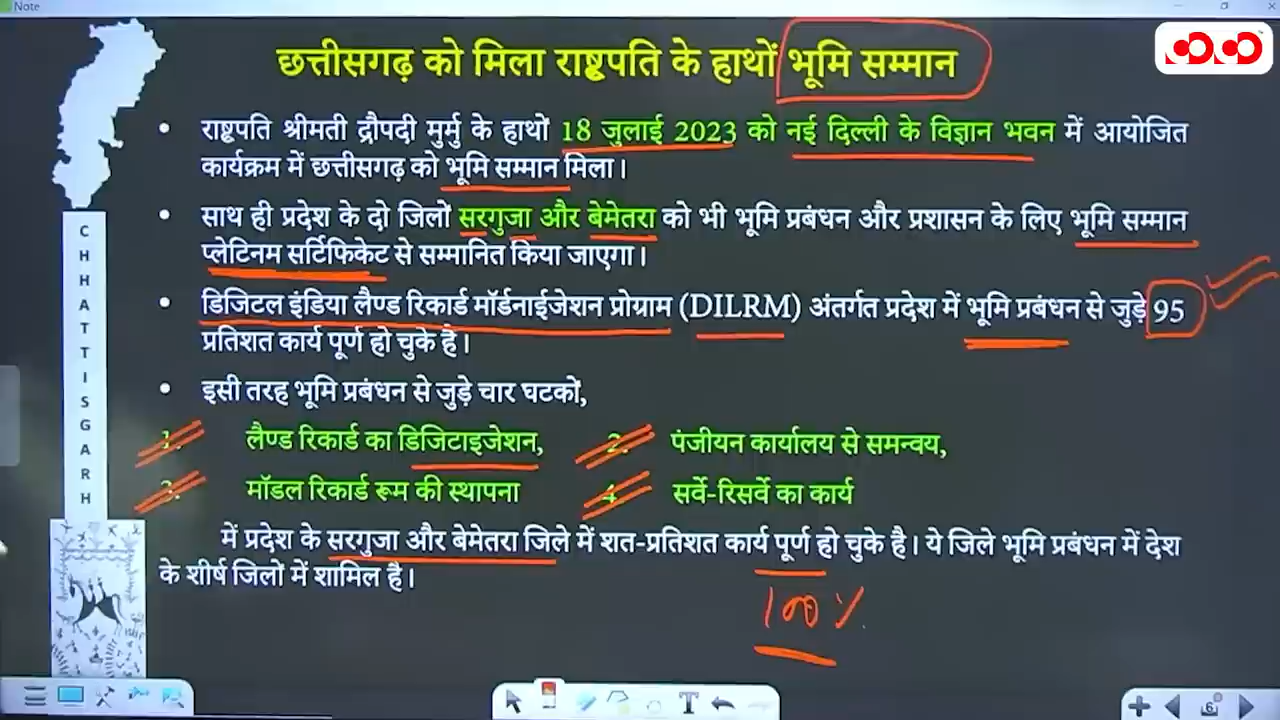 Note
छत्तीसगढ़ को मिला राष्ट्रपति के हाथों भूमि सम्मान
• राष्ट्रपति श्रीमती द्रौपदी मुर्मु के हाथों 18 जुलाई 2023 को नई दिल्ली के विज्ञान भवन में आयोजित
कार्यक्रम में छत्तीसगढ़ को भूमि सम्मान मिला।
• साथ ही प्रदेश के दो जिलों सरगुजा और बेमेतरा को भी भूमि प्रबंधन और प्रशासन के लिए भूमि सम्मान
प्लेटिनम सर्टिफिकेट से सम्मानित किया जाएगा।
• डिजिटल इंडिया लैण्ड रिकार्ड मॉर्डनाईजेशन प्रोग्राम (DILRM) अंतर्गत प्रदेश में भूमि प्रबंधन से जुड़े 95
प्रतिशत कार्य पूर्ण हो चुके है।
• इसी तरह भूमि प्रबंधन से जुड़े चार घटकों,
1. लैण्ड रिकार्ड का डिजिटाइजेशन, 2. पंजीयन कार्यालय से समन्वय,
3. मॉडल रिकार्ड रूम की स्थापना 4. सर्वे-रिसर्वे का कार्य
में प्रदेश के सरगुजा और बेमेतरा जिले में शत-प्रतिशत कार्य पूर्ण हो चुके है। ये जिले भूमि प्रबंधन में देश
के शीर्ष जिलों में शामिल है।
100%
CHHATTISGARH